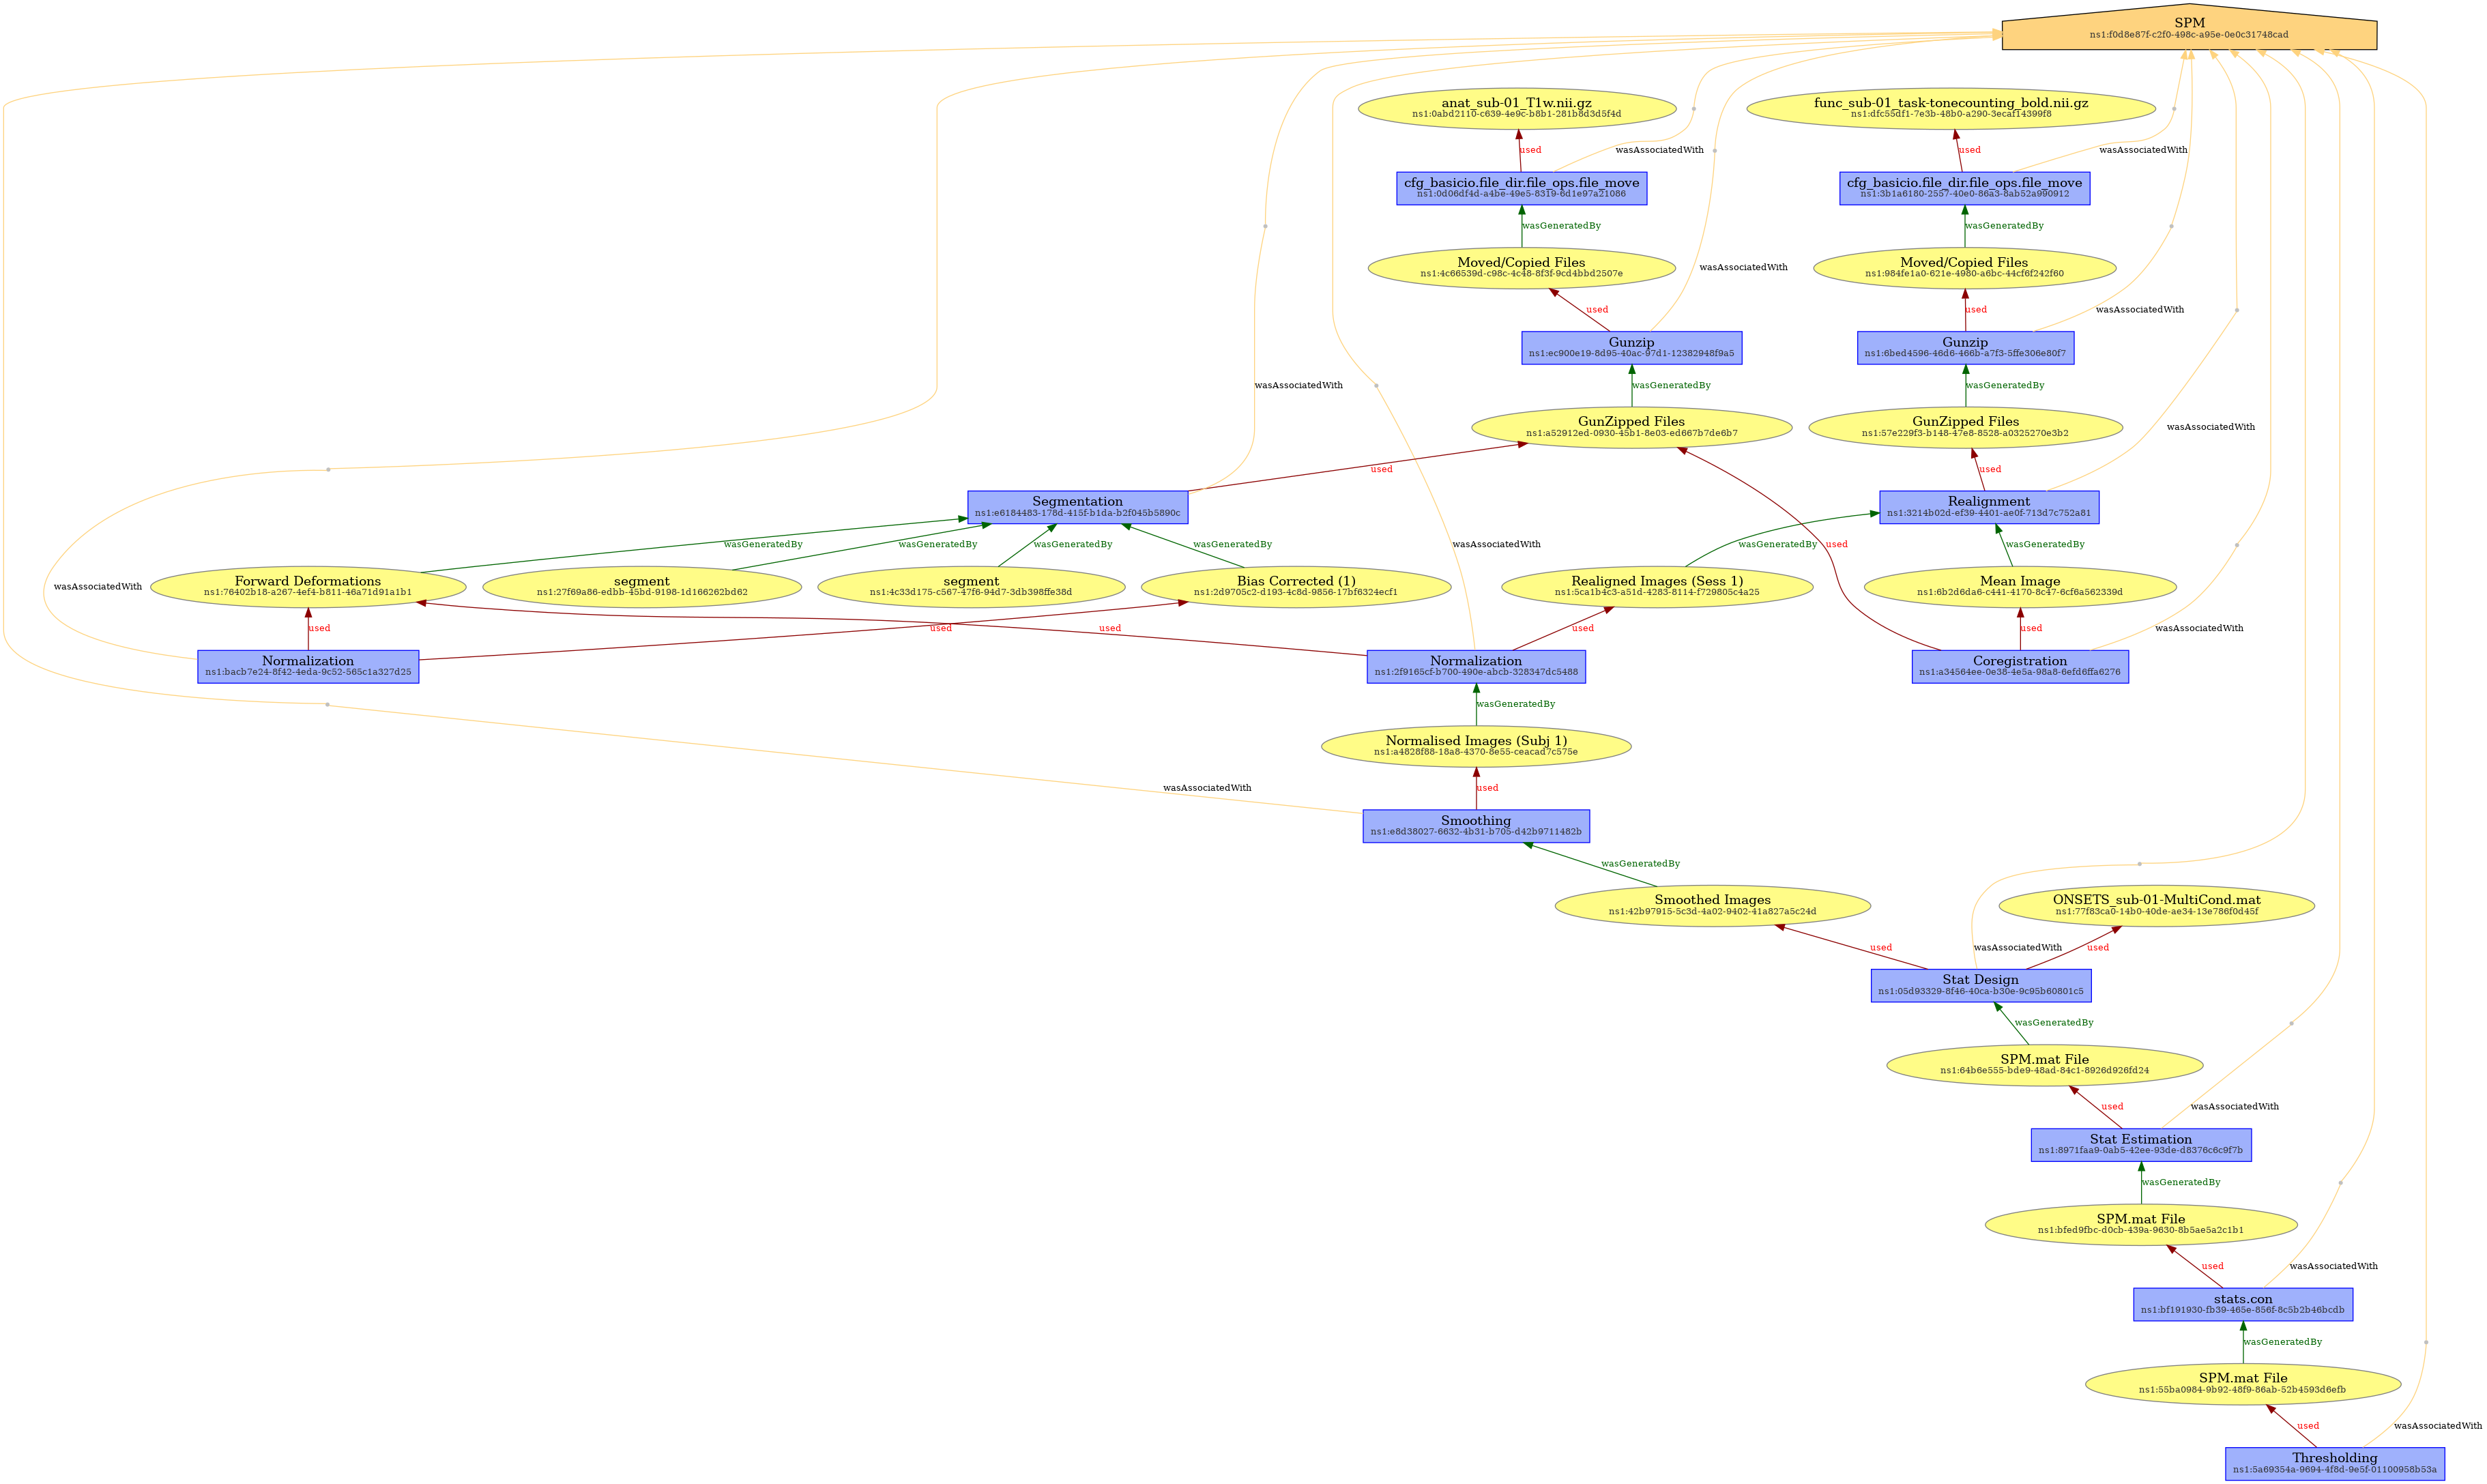 SPM
ns1:f0d8e87f-c2f0-498c-a95e-0e0c31748cad
anat_sub-01_T1w.nii.gz
ns1:0abd2110-c639-4e9c-b8b1-281b8d3d5f4d
func_sub-01_task-tonecounting_bold.nii.gz
ns1:dfc55df1-7e3b-48b0-a290-3ecaf14399f8
used
wasAssociatedWith
used
wasAssociatedWith
cfg_basicio.file_dir.file_ops.file_move
ns1:0d06df4d-a4be-49e5-8319-6d1e97a21086
cfg_basicio.file_dir.file_ops.file_move
ns1:3b1a6180-2557-40e0-86a3-8ab52a990912
wasGeneratedBy
wasGeneratedBy
Moved/Copied Files
ns1:4c66539d-c98c-4c48-8f3f-9cd4bbd2507e
wasAssociatedWith
Moved/Copied Files
ns1:984fe1a0-621e-4980-a6bc-44cf6f242f60
used
used
wasAssociatedWith
Gunzip
ns1:ec900e19-8d95-40ac-97d1-12382948f9a5
Gunzip
ns1:6bed4596-46d6-466b-a7f3-5ffe306e80f7
wasAssociatedWith
wasGeneratedBy
wasGeneratedBy
GunZipped Files
ns1:a52912ed-0930-45b1-8e03-ed667b7de6b7
GunZipped Files
ns1:57e229f3-b148-47e8-8528-a0325270e3b2
wasAssociatedWith
used
used
Segmentation
ns1:e6184483-178d-415f-b1da-b2f045b5890c
Realignment
ns1:3214b02d-ef39-4401-ae0f-713d7c752a81
wasGeneratedBy
wasGeneratedBy
wasGeneratedBy
wasGeneratedBy
wasAssociatedWith
wasGeneratedBy
used
wasGeneratedBy
wasAssociatedWith
Forward Deformations
ns1:76402b18-a267-4ef4-b811-46a71d91a1b1
segment
ns1:27f69a86-edbb-45bd-9198-1d166262bd62
segment
ns1:4c33d175-c567-47f6-94d7-3db398ffe38d
Bias Corrected (1)
ns1:2d9705c2-d193-4c8d-9856-17bf6324ecf1
Realigned Images (Sess 1)
ns1:5ca1b4c3-a51d-4283-8114-f729805c4a25
Mean Image
ns1:6b2d6da6-c441-4170-8c47-6cf6a562339d
used
used
used
used
used
wasAssociatedWith
Normalization
ns1:bacb7e24-8f42-4eda-9c52-565c1a327d25
Normalization
ns1:2f9165cf-b700-490e-abcb-328347dc5488
Coregistration
ns1:a34564ee-0e38-4e5a-98a8-6efd6ffa6276
wasGeneratedBy
Normalised Images (Subj 1)
ns1:a4828f88-18a8-4370-8e55-ceacad7c575e
wasAssociatedWith
used
Smoothing
ns1:e8d38027-6632-4b31-b705-d42b9711482b
wasGeneratedBy
Smoothed Images
ns1:42b97915-5c3d-4a02-9402-41a827a5c24d
ONSETS_sub-01-MultiCond.mat
ns1:77f83ca0-14b0-40de-ae34-13e786f0d45f
used
wasAssociatedWith
used
Stat Design
ns1:05d93329-8f46-40ca-b30e-9c95b60801c5
wasGeneratedBy
SPM.mat File
ns1:64b6e555-bde9-48ad-84c1-8926d926fd24
used
wasAssociatedWith
Stat Estimation
ns1:8971faa9-0ab5-42ee-93de-d8376c6c9f7b
wasGeneratedBy
SPM.mat File
ns1:bfed9fbc-d0cb-439a-9630-8b5ae5a2c1b1
used
wasAssociatedWith
stats.con
ns1:bf191930-fb39-465e-856f-8c5b2b46bcdb
wasGeneratedBy
SPM.mat File
ns1:55ba0984-9b92-48f9-86ab-52b4593d6efb
used
wasAssociatedWith
Thresholding
ns1:5a69354a-9694-4f8d-9e5f-01100958b53a